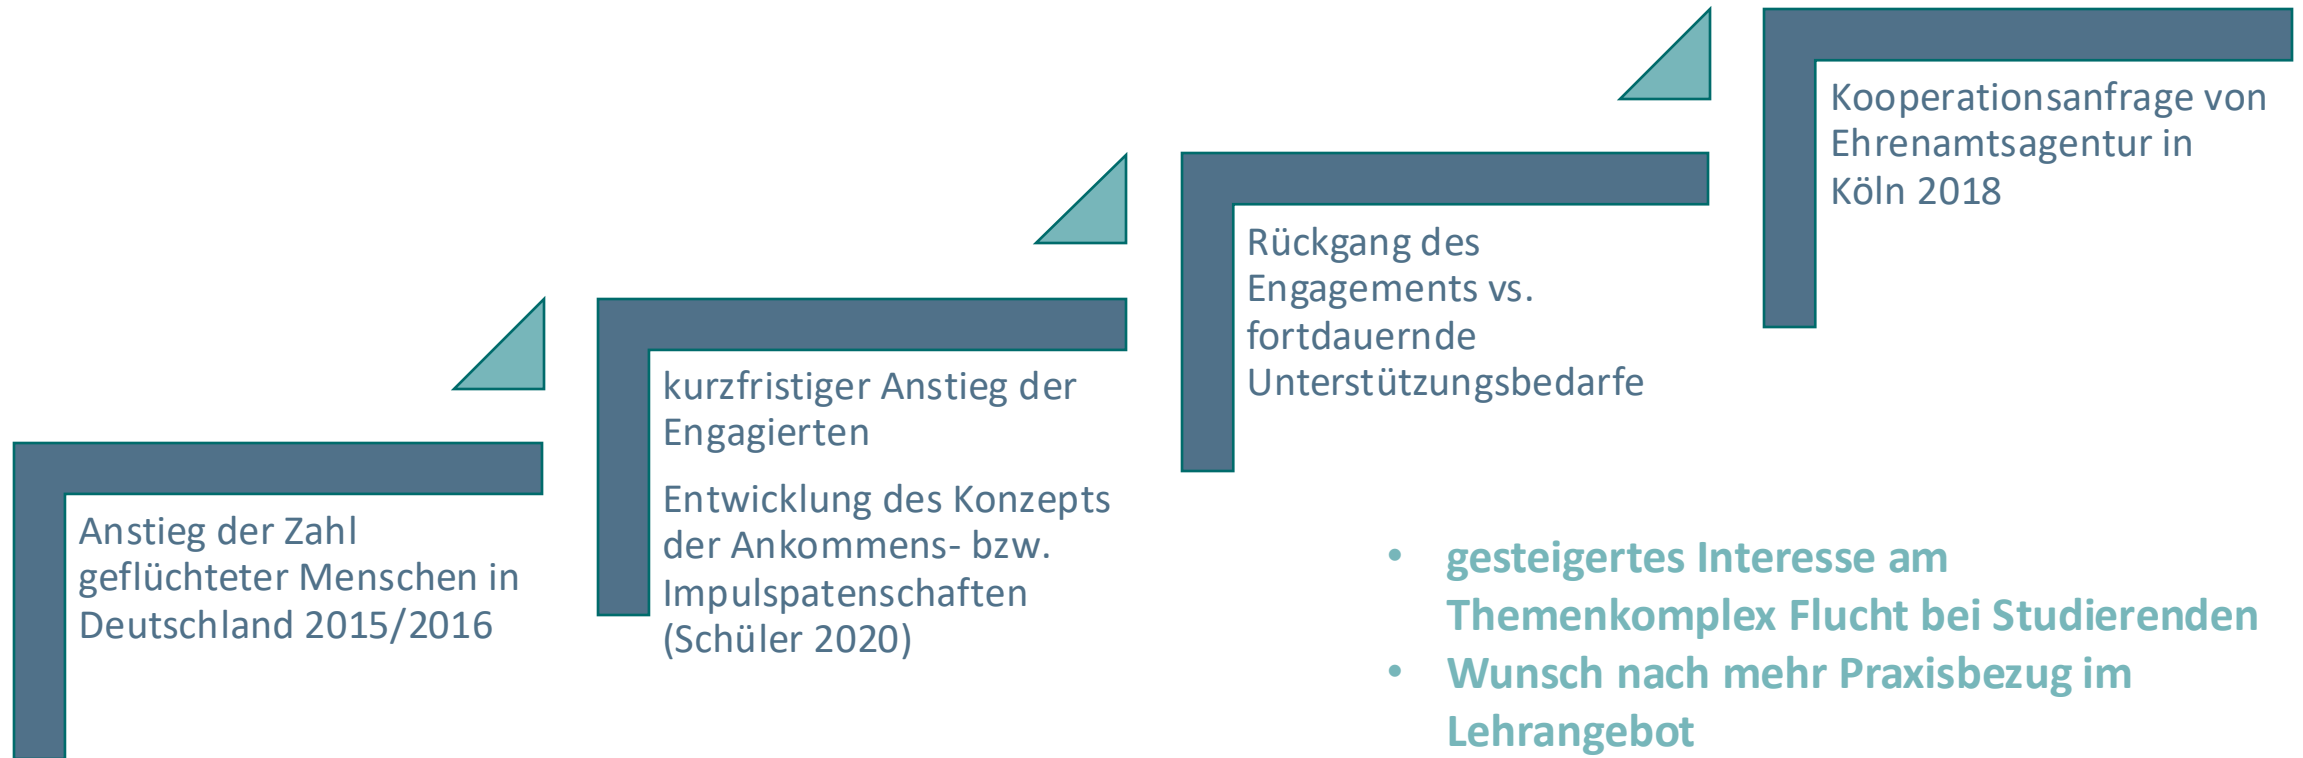 Anstieg der Zahl
geflüchteter Menschen in
Deutschland 2015/2016
kurzfristiger Anstieg der
Engagierten
Entwicklung des Konzepts
der Ankommens- bzw.
Impulspatenschaften
(Schüler 2020)
Rückgang des
Engagements vs.
fortdauernde
Unterstützungsbedarfe
Kooperationsanfrage von
Ehrenamtsagentur in
Köln 2018
• gesteigertes Interesse am
Themenkomplex Flucht bei Studierenden
• Wunsch nach mehr Praxisbezug im
Lehrangebot